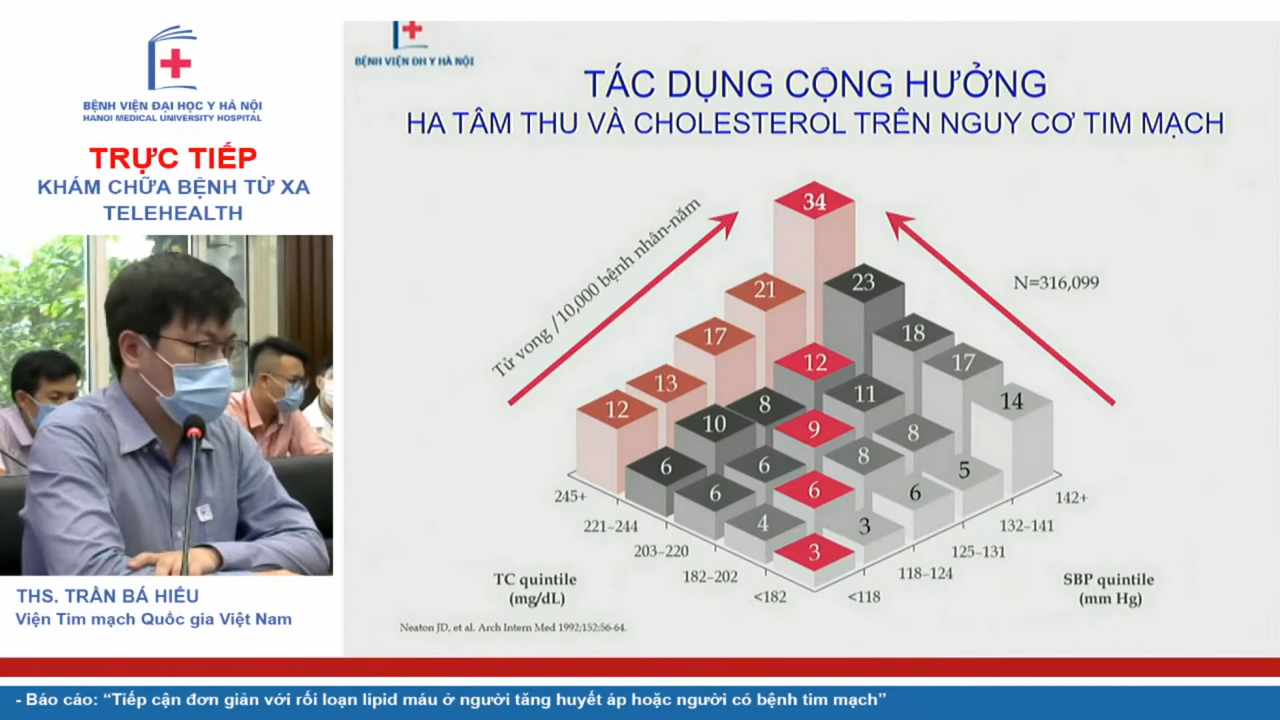 BỆNH VIỆN ĐẠI HỌC Y HÀ NỘI
HANOI MEDICAL UNIVERSITY HOSPITAL
TRỰC TIẾP
KHÁM CHỮA BỆNH TỪ XA
TELEHEALTH
THS. TRẦN BÁ HIẾU
Viện Tim mạch Quốc gia Việt Nam
BỆNH VIỆN ĐH Y HÀ NỘI
TÁC DỤNG CỘNG HƯỞNG
HA TÂM THU VÀ CHOLESTEROL TRÊN NGUY CƠ TIM MẠCH
Tử vong /10,000 bệnh nhân-năm
N=316,099
34
21
23
17
18
13
12
17
12
8
11
14
10
9
8
6
6
8
5
6
6
6
4
3
3
245+
221–244
203–220
182–202
<182
<118
118–124
125–131
132–141
142+
TC quintile
(mg/dL)
SBP quintile
(mm Hg)
Neaton JD, et al. Arch Intern Med 1992;152:56-64.
- Báo cáo: “Tiếp cận đơn giản với rối loạn lipid máu ở người tăng huyết áp hoặc người có bệnh tim mạch”